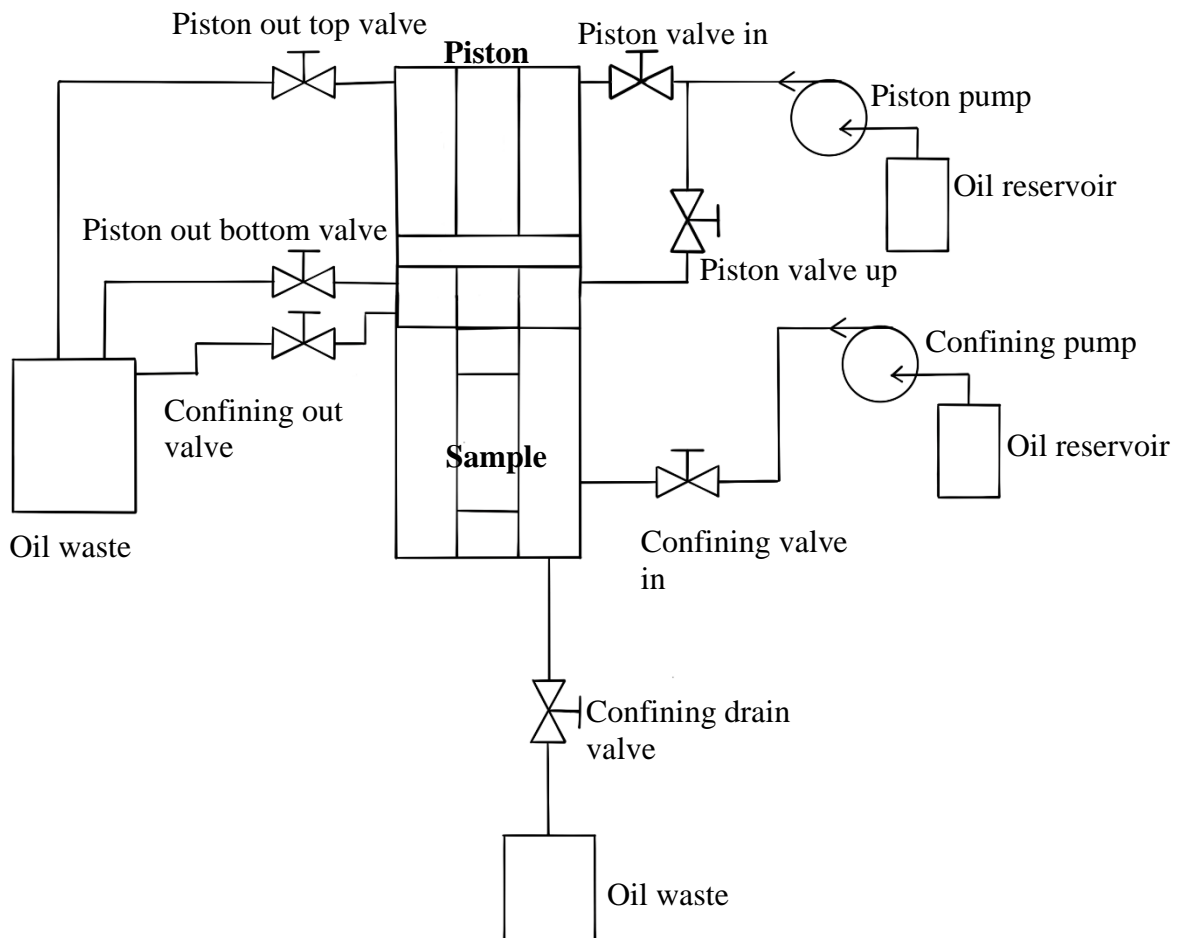 Piston out top valve
Piston
Piston valve in
Piston pump
Oil reservoir
Piston out bottom valve
Piston valve up
Confining pump
Confining out
valve
Oil reservoir
Sample
Oil waste
Confining valve
in
Confining drain
valve
Oil waste